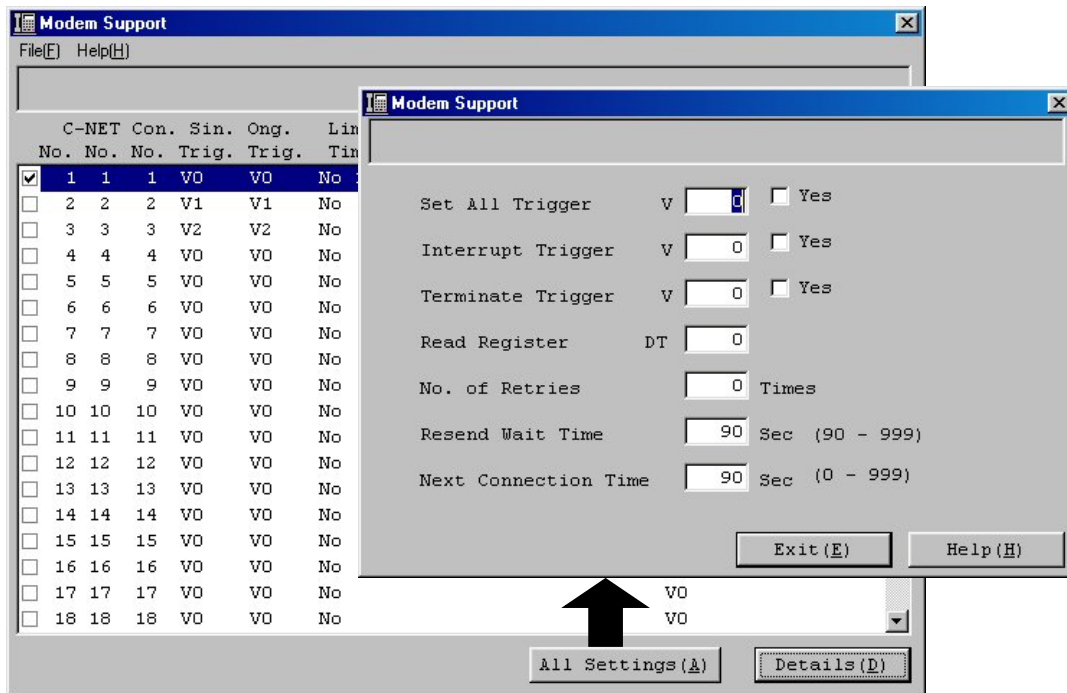 Modem Support
File(F) Help(H)
C-NET Con. Sin. Ong.
No. No. No. Trig. Trig.
1 1 1 V0 V0 No
2 2 2 V1 V1 No
3 3 3 V2 V2 No
4 4 4 V0 V0 No
5 5 5 V0 V0 No
6 6 6 V0 V0 No
7 7 7 V0 V0 No
8 8 8 V0 V0 No
9 9 9 V0 V0 No
10 10 10 V0 V0 No
11 11 11 V0 V0 No
12 12 12 V0 V0 No
13 13 13 V0 V0 No
14 14 14 V0 V0 No
15 15 15 V0 V0 No
16 16 16 V0 V0 No
17 17 17 V0 V0 No V0
18 18 18 V0 V0 No V0
All Settings(A) Details(D)
Modem Support
Set All Trigger V 0 Yes
Interrupt Trigger V 0 Yes
Terminate Trigger V 0 Yes
Read Register DT 0
No. of Retries 0 Times
Resend Wait Time 90 Sec (90 - 999)
Next Connection Time 90 Sec (0 - 999)
Exit(E) Help(H)